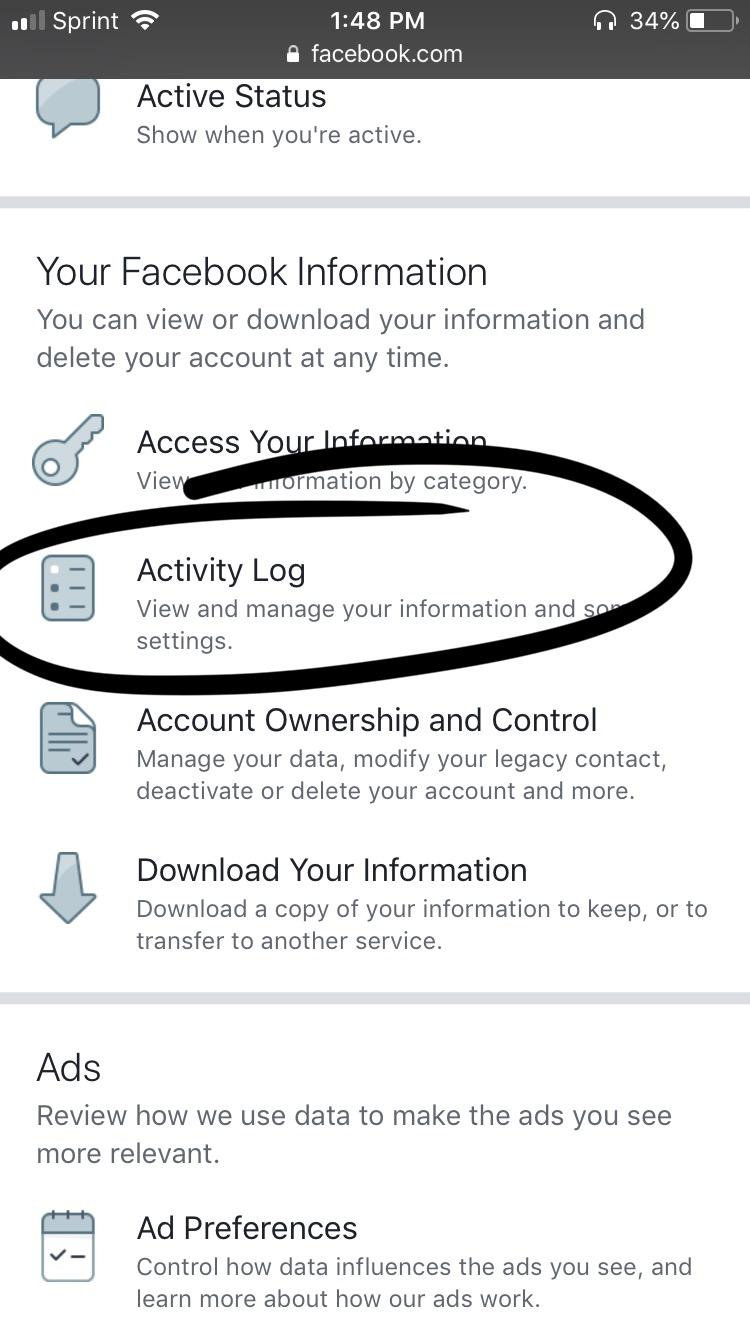 Sprint 1:48 PM 34%
facebook.com
Active Status
Show when you're active.
Your Facebook Information
You can view or download your information and
delete your account at any time.
Access Your Information
View information by category.
Activity Log
View and manage your information and
settings.
Account Ownership and Control
Manage your data, modify your legacy contact,
deactivate or delete your account and more.
Download Your Information
Download a copy of your information to keep, or to
transfer to another service.
Ads
Review how we use data to make the ads you see
more relevant.
Ad Preferences
Control how data influences the ads you see, and
learn more about how our ads work.